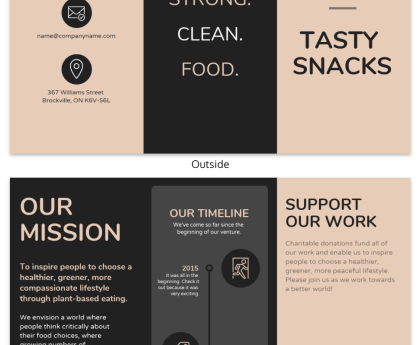 STRONG.
name@companyname.com
CLEAN.
TASTY
SNACKS
FOOD.
367 Williams Street
Brockville, ON K6V-56L
Outside
OUR
MISSION
To inspire people to choose a
healthier, greener, more
compassionate lifestyle
through plant-based eating.
We envision a world where
people think critically about
their food choices, where
growing numbers of
OUR TIMELINE
We've come so far since the
beginning of our venture.
2015
It was all in the
beginning. Check it
out because it was
very exciting
SUPPORT
OUR WORK
Charitable donations fund all of
our work and enable us to inspire
people to choose a healthier,
greener, more peaceful lifestyle.
Please join us as we work towards
a better world!